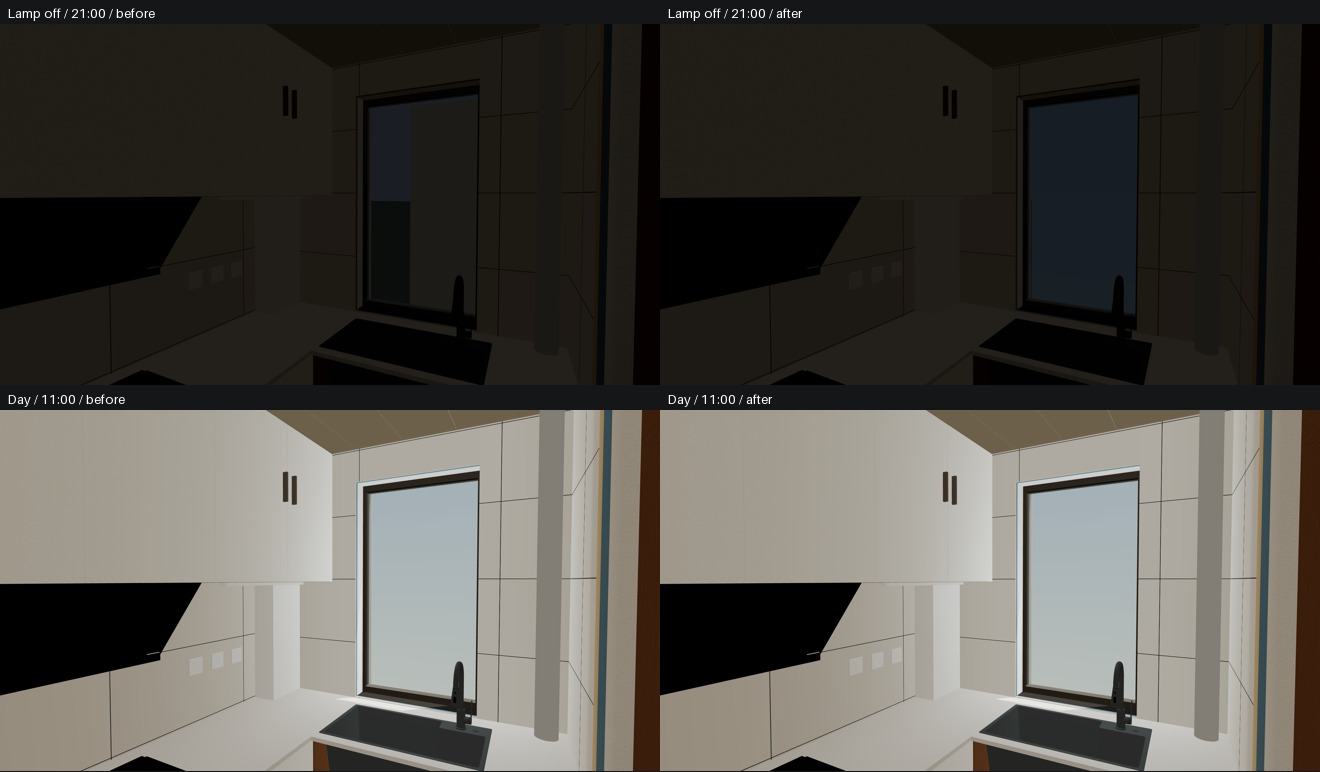 Lamp off / 21:00 / before
Lamp off / 21:00 / after
Day / 11:00 / before
Day / 11:00 / after